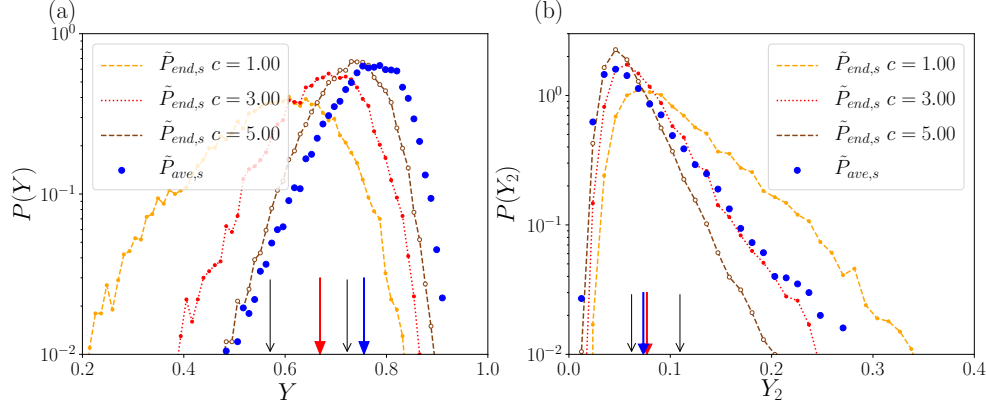 (a)
10^0
10^{-1}
10^{-2}
P(Y)
P̃_{end,s} c = 1.00
P̃_{end,s} c = 3.00
P̃_{end,s} c = 5.00
P̃_{ave,s}
0.2 0.4 0.6 0.8 1.0
Y
(b)
10^0
10^{-1}
10^{-2}
P(Y_2)
P̃_{end,s} c = 1.00
P̃_{end,s} c = 3.00
P̃_{end,s} c = 5.00
P̃_{ave,s}
0.0 0.1 0.2 0.3 0.4
Y_2